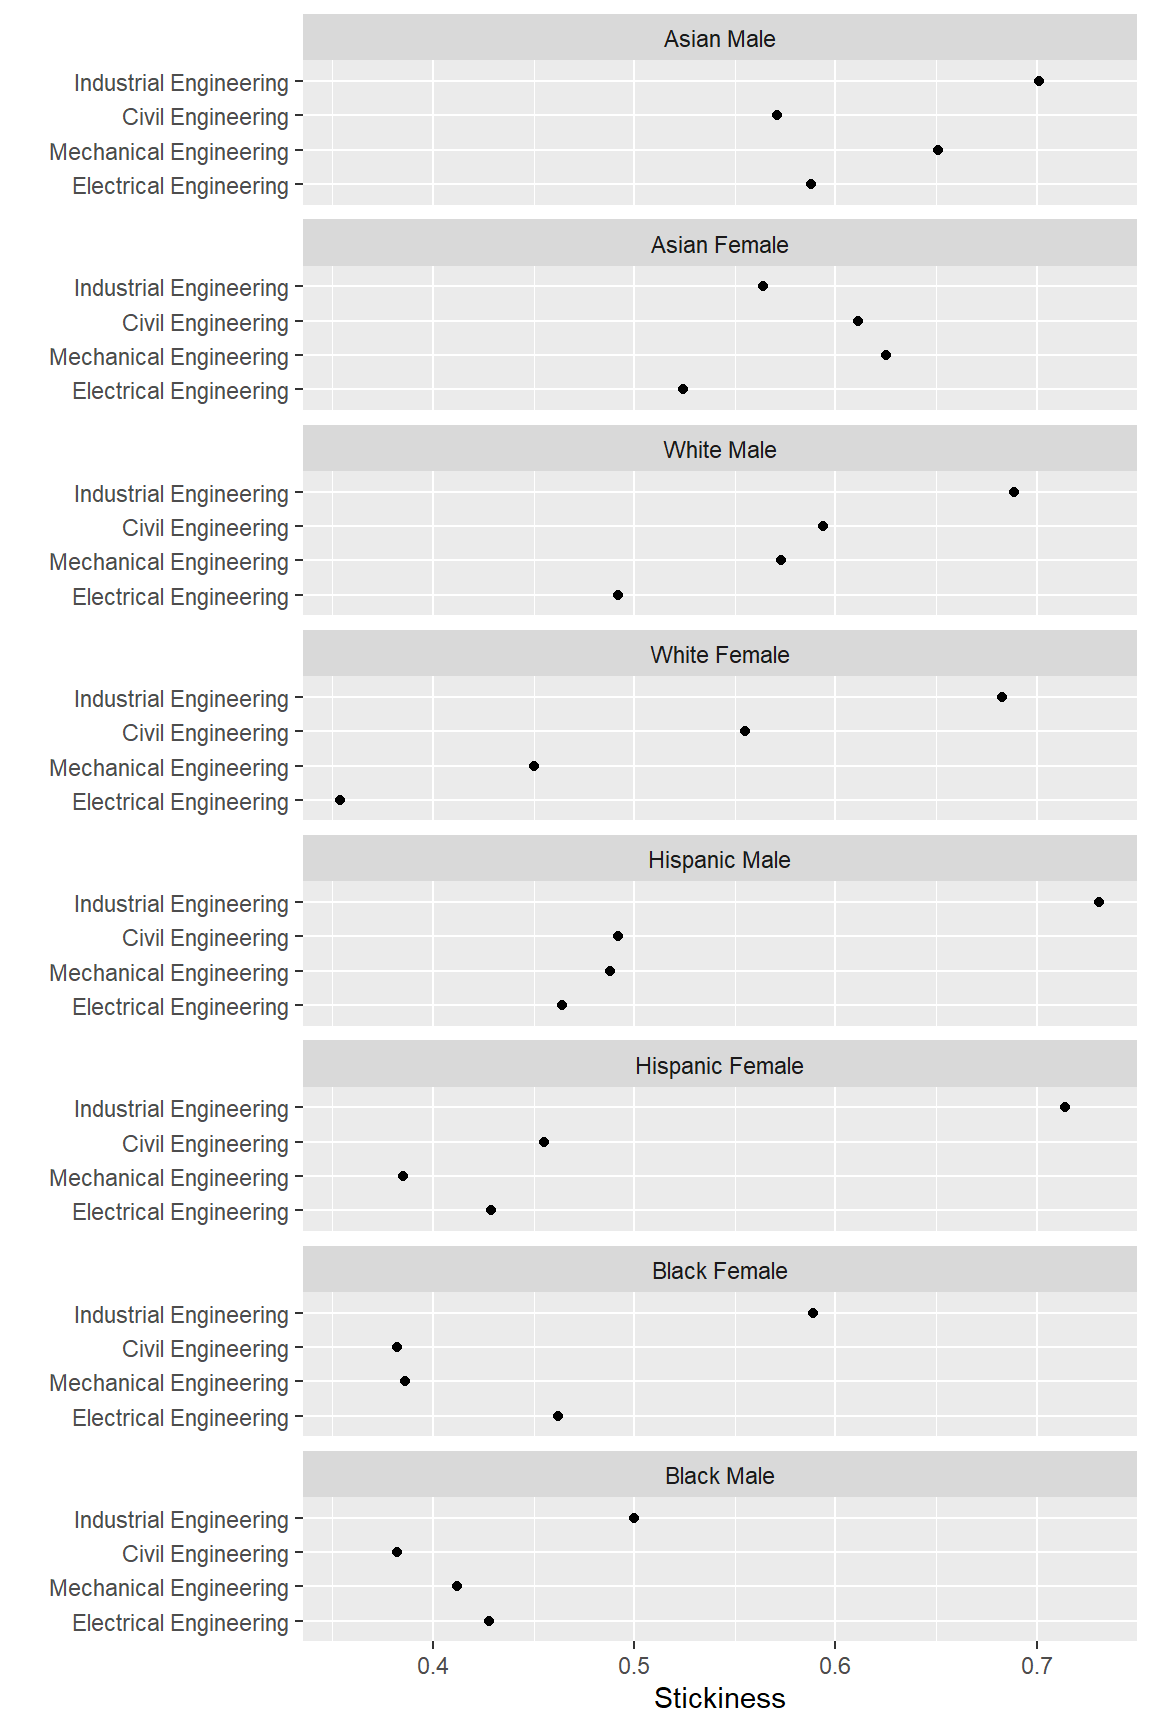 Asian Male
Industrial Engineering
Civil Engineering
Mechanical Engineering
Electrical Engineering
Asian Female
Industrial Engineering
Civil Engineering
Mechanical Engineering
Electrical Engineering
White Male
Industrial Engineering
Civil Engineering
Mechanical Engineering
Electrical Engineering
White Female
Industrial Engineering
Civil Engineering
Mechanical Engineering
Electrical Engineering
Hispanic Male
Industrial Engineering
Civil Engineering
Mechanical Engineering
Electrical Engineering
Hispanic Female
Industrial Engineering
Civil Engineering
Mechanical Engineering
Electrical Engineering
Black Female
Industrial Engineering
Civil Engineering
Mechanical Engineering
Electrical Engineering
Black Male
Industrial Engineering
Civil Engineering
Mechanical Engineering
Electrical Engineering
0.4 0.5 0.6 0.7
Stickiness